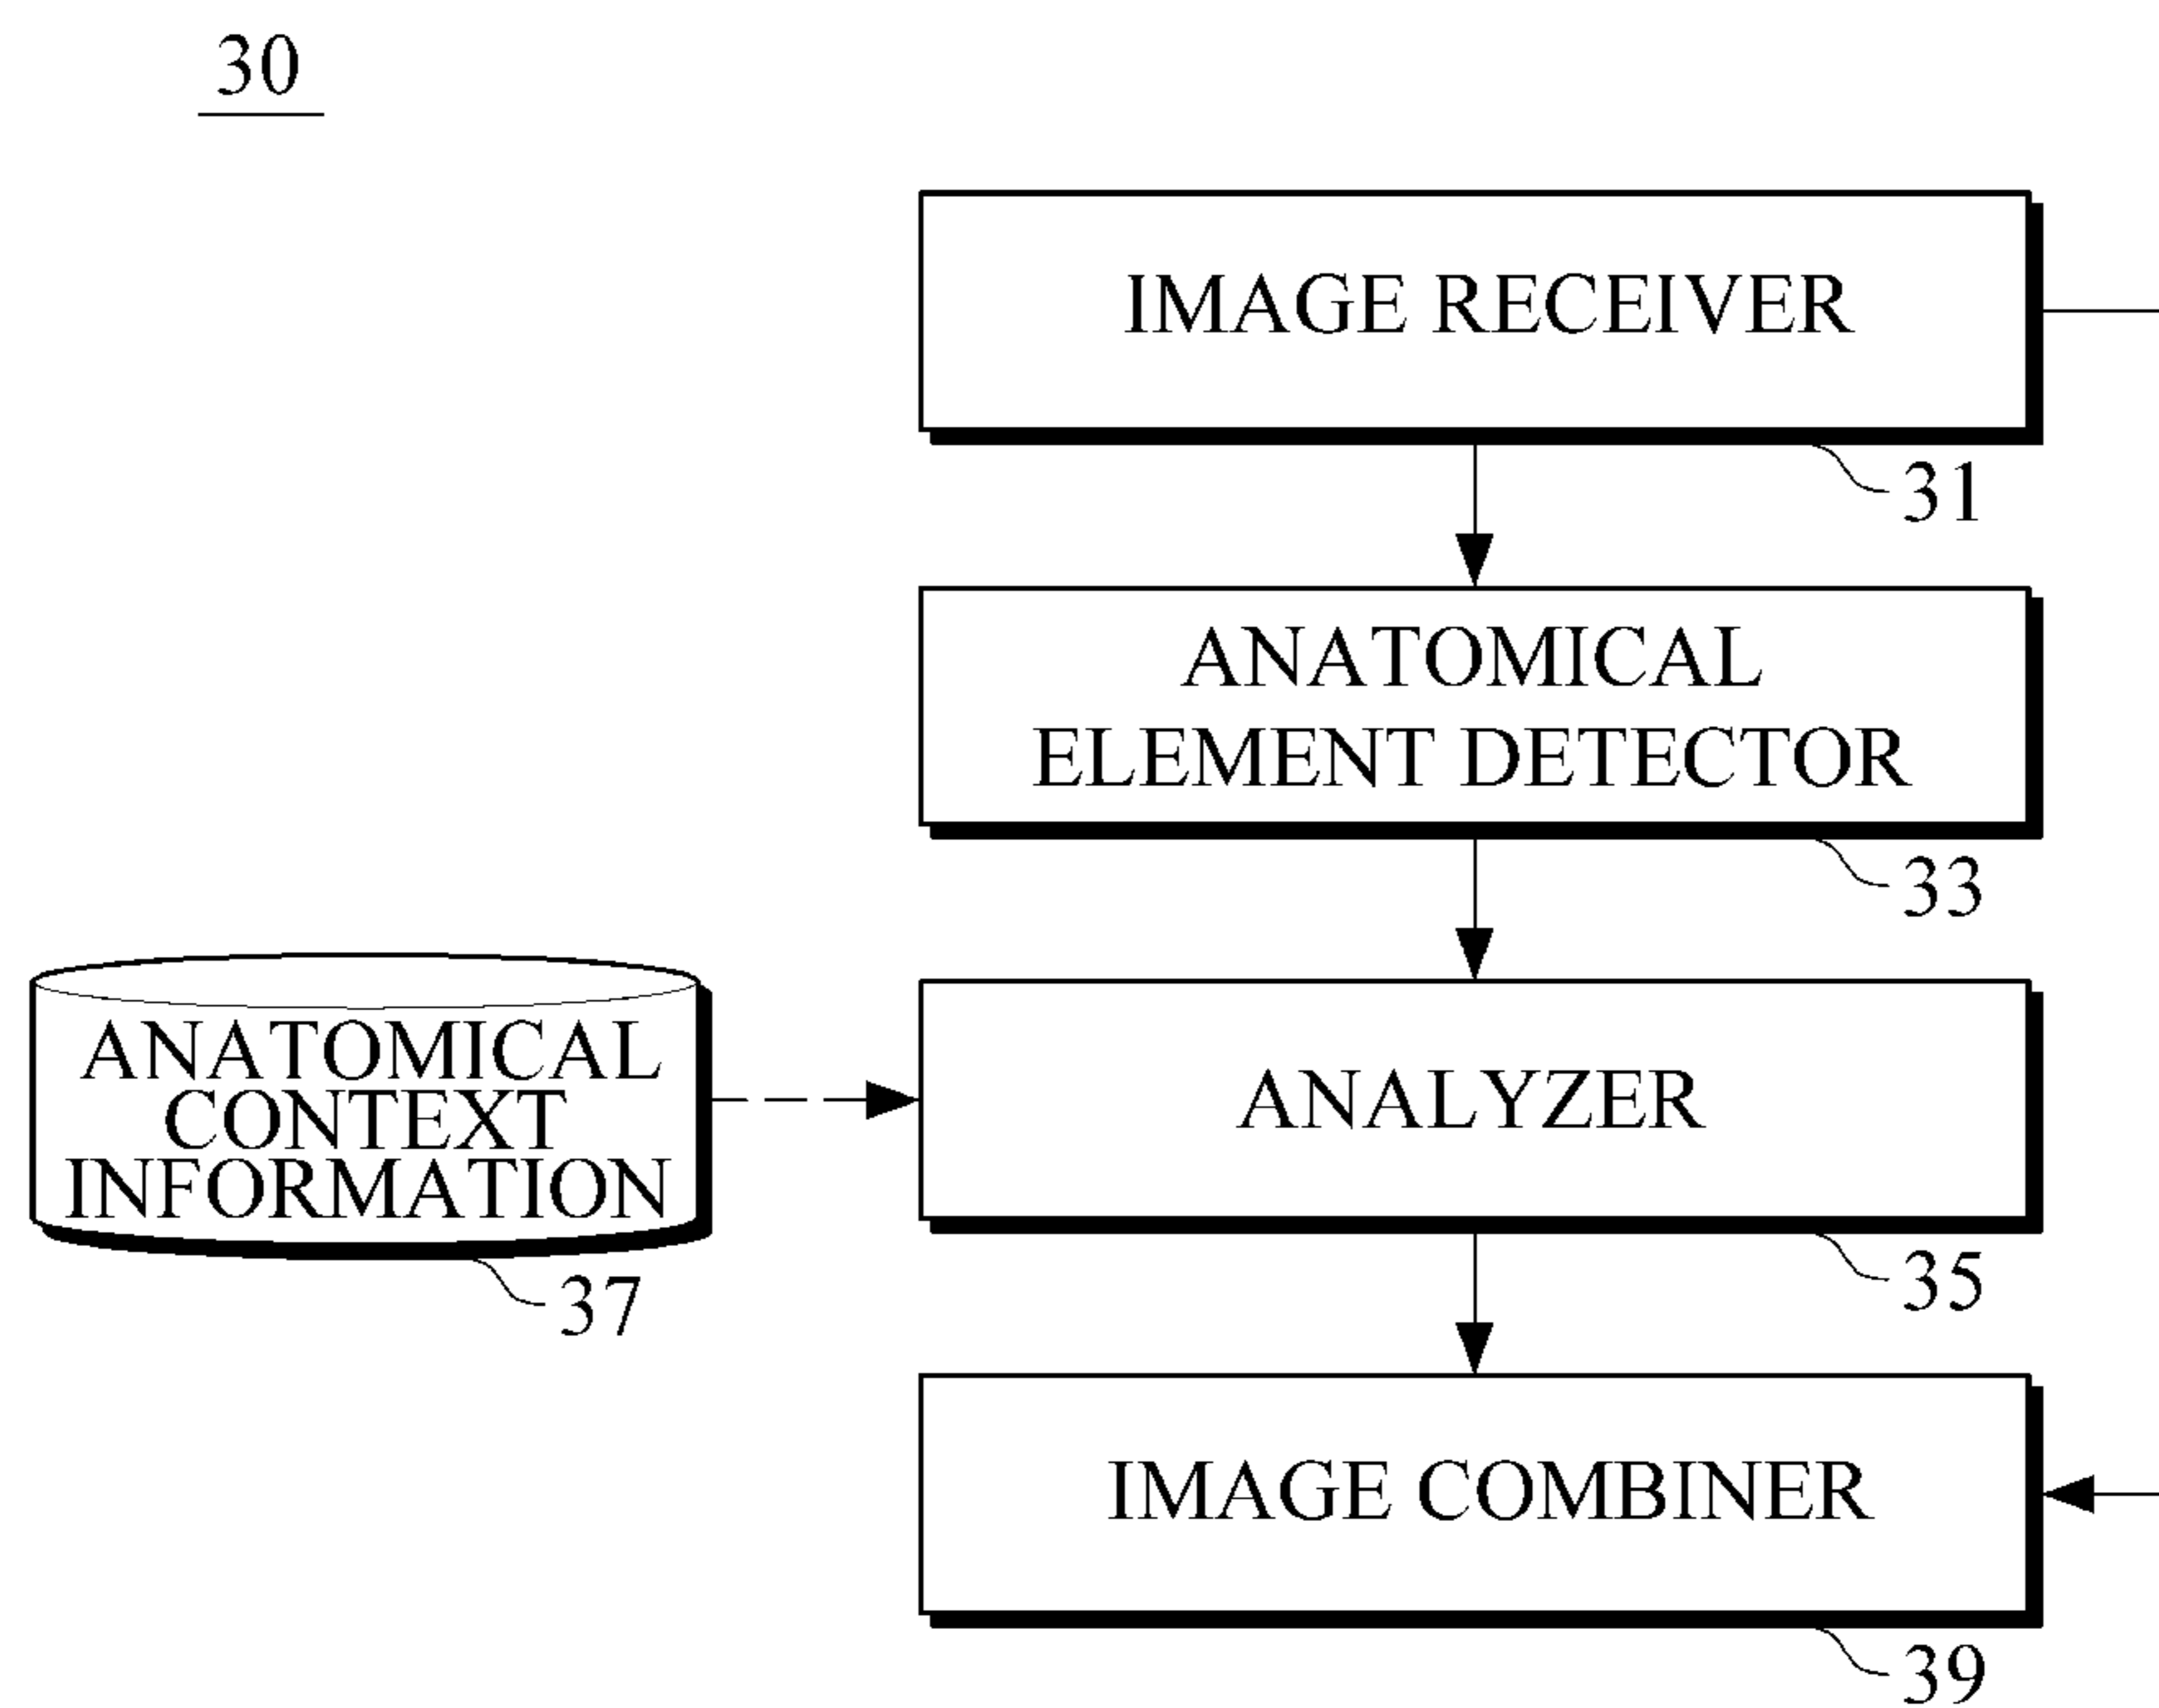 30
IMAGE RECEIVER
31
ANATOMICAL
ELEMENT DETECTOR
33
ANATOMICAL
CONTEXT
INFORMATION
37
ANALYZER
35
IMAGE COMBINER
39